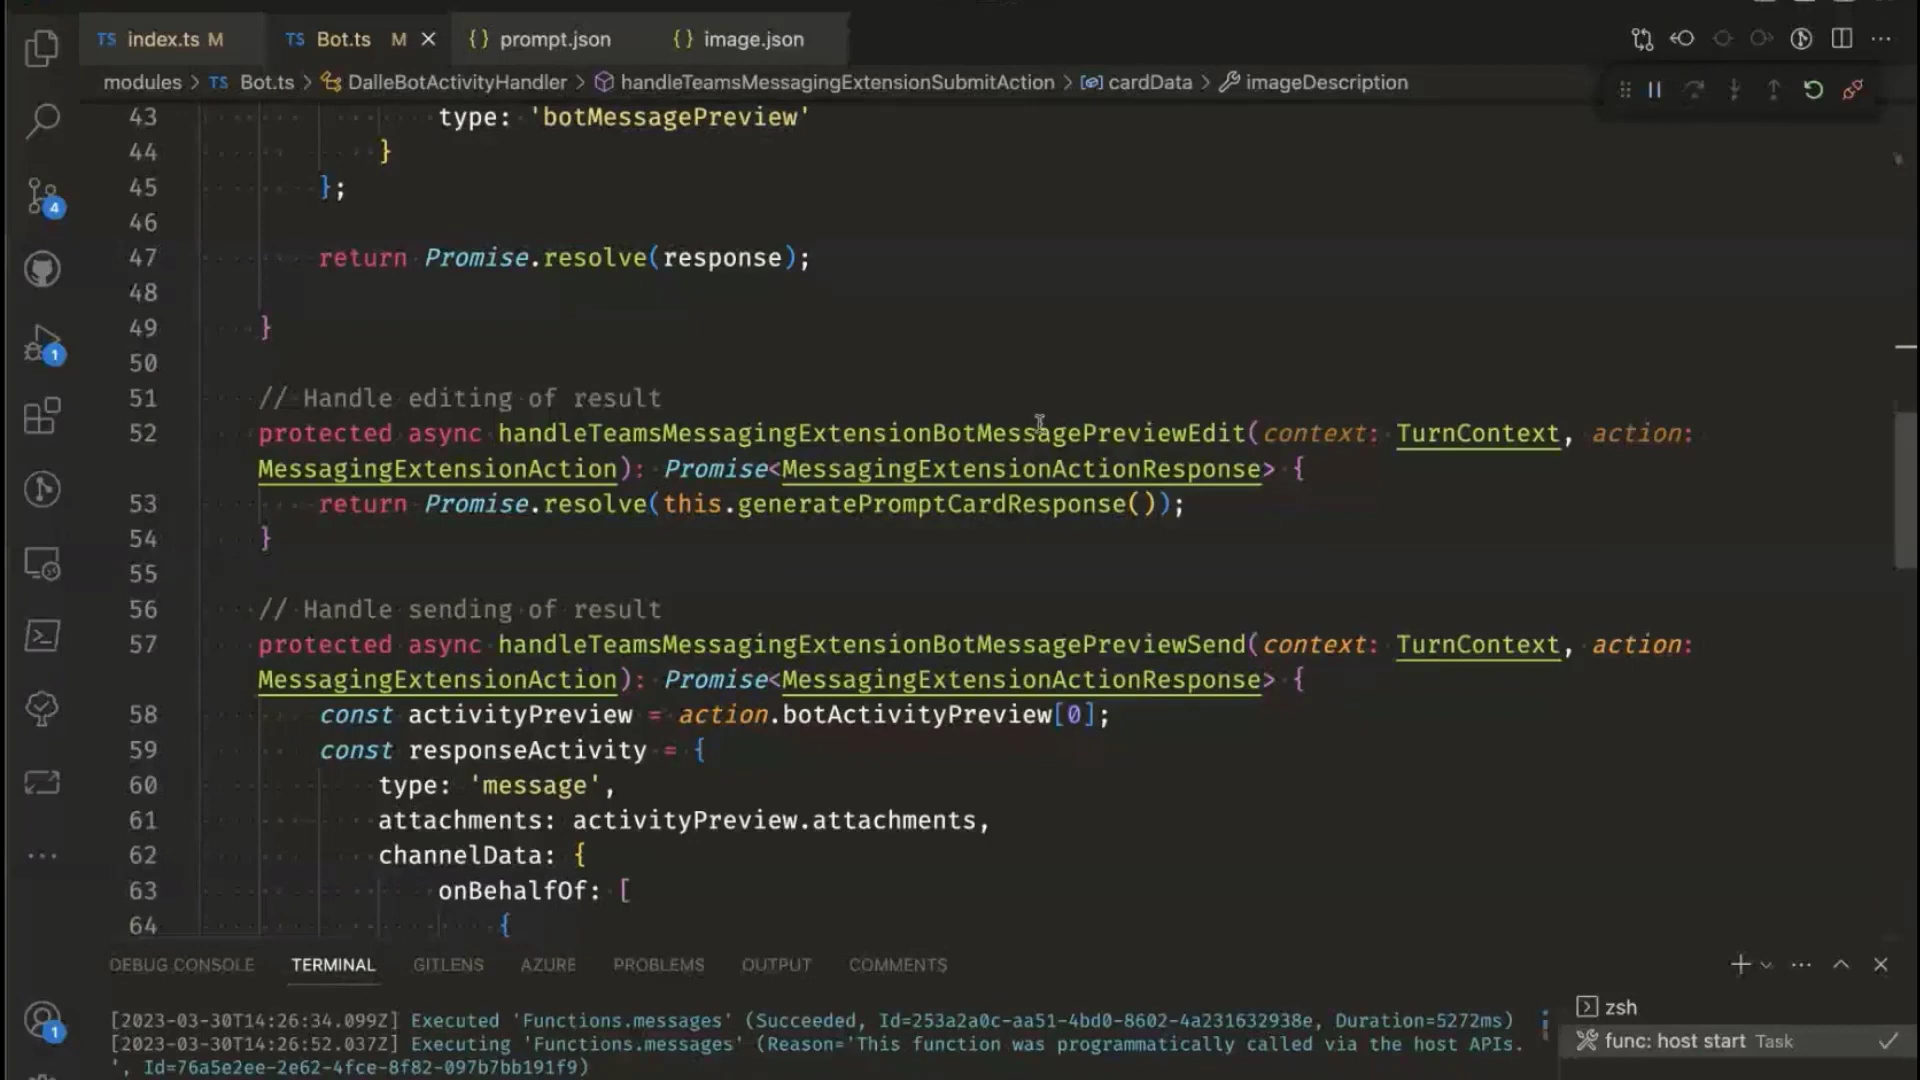 TS index.ts M TS Bot.ts M {} prompt.json {} image.json
modules > TS Bot.ts > DalleBotActivityHandler > handleTeamsMessagingExtensionSubmitAction > cardData > imageDescription
43 type: 'botMessagePreview'
44 }
45 };
46
47 return Promise.resolve(response);
48
49 }
50
51 // Handle editing of result
52 protected async handleTeamsMessagingExtensionBotMessagePreviewEdit(context: TurnContext, action:
MessagingExtensionAction): Promise<MessagingExtensionActionResponse> {
53 return Promise.resolve(this.generatePromptCardResponse());
54 }
55
56 // Handle sending of result
57 protected async handleTeamsMessagingExtensionBotMessagePreviewSend(context: TurnContext, action:
MessagingExtensionAction): Promise<MessagingExtensionActionResponse> {
58 const activityPreview = action.botActivityPreview[0];
59 const responseActivity = {
60 type: 'message',
61 attachments: activityPreview.attachments,
62 channelData: {
63 onBehalfOf: [
64 {
4
1
1
DEBUG CONSOLE TERMINAL GITLENS AZURE PROBLEMS OUTPUT COMMENTS
[2023-03-30T14:26:34.099Z] Executed 'Functions.messages' (Succeeded, Id=253a2a0c-aa51-4bd0-8602-4a231632938e, Duration=5272ms)
[2023-03-30T14:26:52.037Z] Executing 'Functions.messages' (Reason='This function was programmatically called via the host APIs.
', Id=76a5e2ee-2e62-4fce-8f82-097b7bb191f9)
zsh
func: host start Task